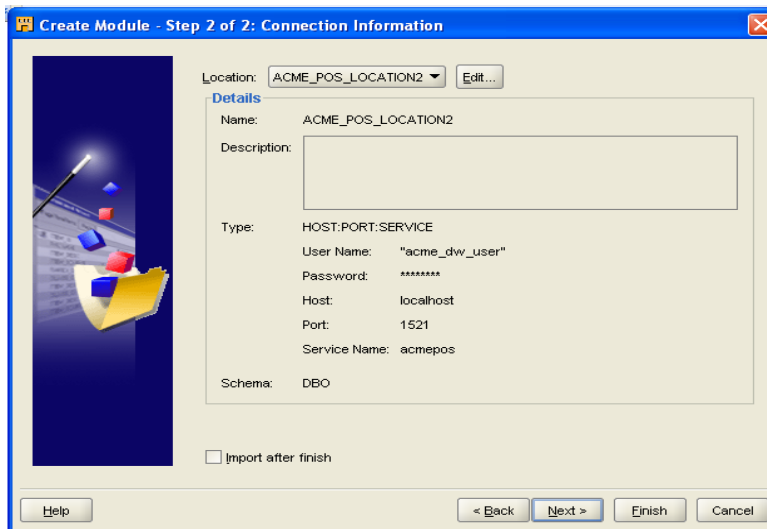 Create Module - Step 2 of 2: Connection Information
Location: ACME_POS_LOCATION2 Edit...
Details
Name: ACME_POS_LOCATION2
Description:
Type: HOST:PORT:SERVICE
User Name: "acme_dw_user"
Password: ********
Host: localhost
Port: 1521
Service Name: acmepos
Schema: DBO
Import after finish
Help < Back Next > Finish Cancel